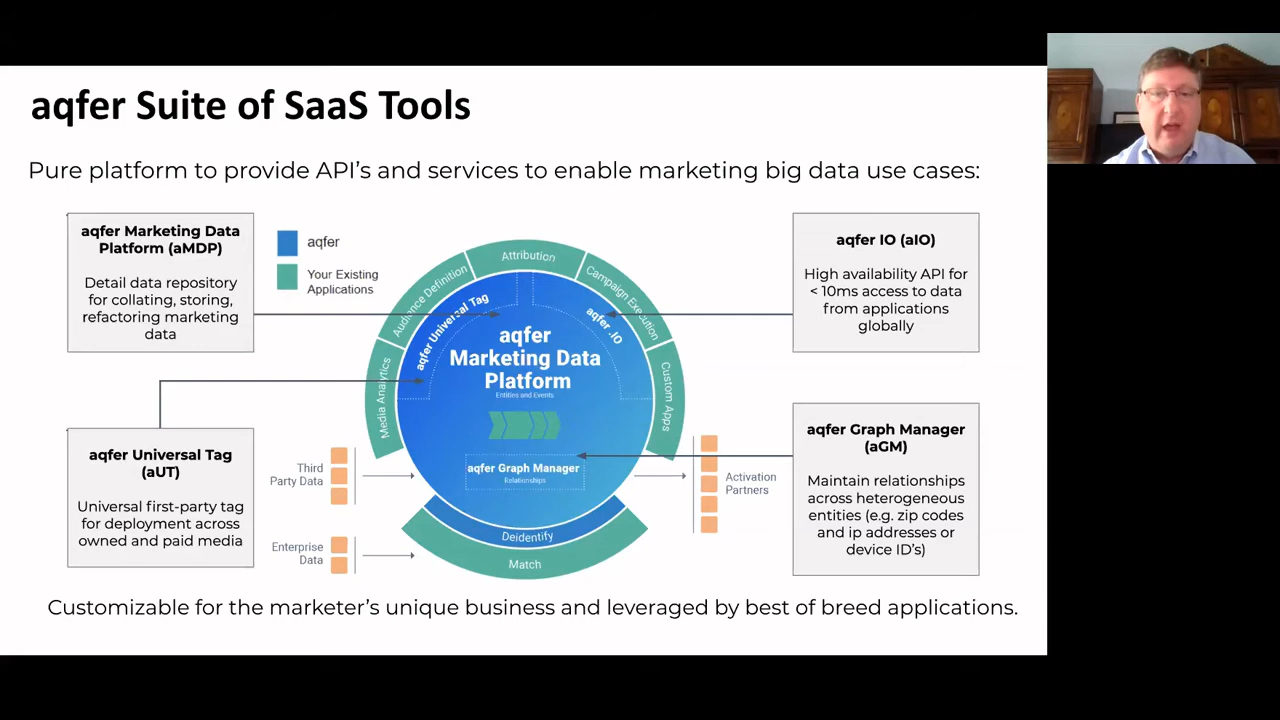 aqfer Suite of SaaS Tools
Pure platform to provide API's and services to enable marketing big data use cases:
aqfer Marketing Data
Platform (aMDP)
Detail data repository
for collating, storing,
refactoring marketing
data
aqfer
Your Existing
Applications
aqfer IO (aIO)
High availability API for
< 10ms access to data
from applications
globally
Media Analytics
Audience Definition
Attribution
Campaign Execution
Custom Apps
aqfer Universal Tag
aqfer .IO
aqfer
Marketing Data
Platform
Entities and Events
aqfer Graph Manager
Relationships
Deidentify
Match
Third
Party Data
Enterprise
Data
Activation
Partners
aqfer Universal Tag
(aUT)
Universal first-party tag
for deployment across
owned and paid media
aqfer Graph Manager
(aGM)
Maintain relationships
across heterogeneous
entities (e.g. zip codes
and ip addresses or
device ID's)
Customizable for the marketer's unique business and leveraged by best of breed applications.